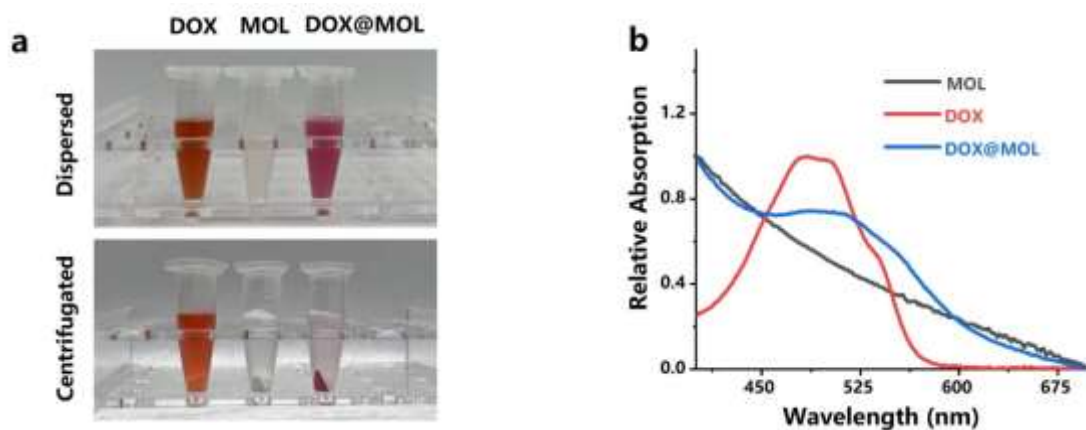 a
DOX MOL DOX@MOL
Dispersed
Centrifugated
b
MOL
DOX
DOX@MOL
Relative Absorption
1.2
0.8
0.4
0.0
450 525 600 675
Wavelength (nm)